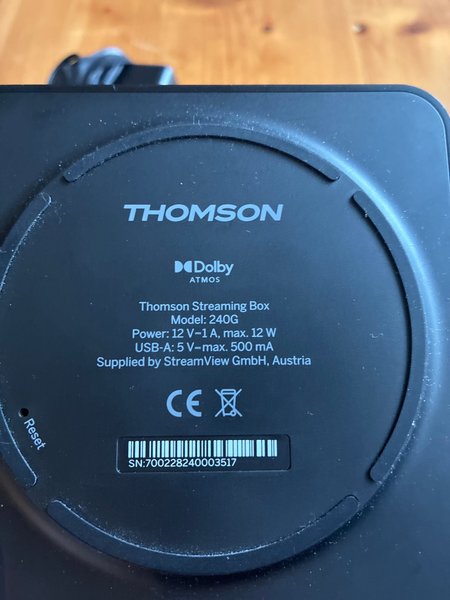 THOMSON
Dolby
ATMOS
Thomson Streaming Box
Model: 240G
Power: 12 V⎓1 A, max. 12 W
USB-A: 5 V⎓max. 500 mA
Supplied by StreamView GmbH, Austria
CE
Reset
SN:700228240003517